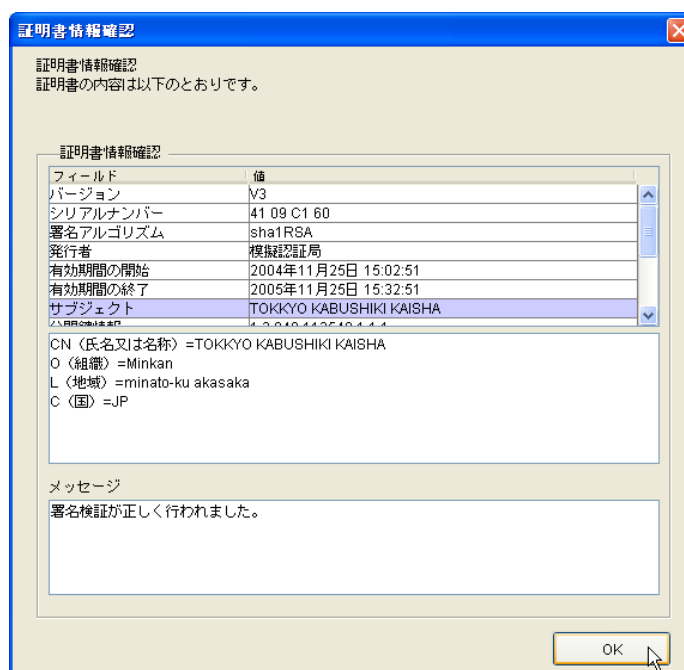 証明書情報確認
証明書情報確認
証明書の内容は以下のとおりです。
証明書情報確認
フィールド 値
バージョン V3
シリアルナンバー 41 09 C1 60
署名アルゴリズム sha1RSA
発行者 模擬認証局
有効期間の開始 2004年11月25日 15:02:51
有効期間の終了 2005年11月25日 15:32:51
サブジェクト TOKKYO KABUSHIKI KAISHA
CN（氏名又は名称）=TOKKYO KABUSHIKI KAISHA
O（組織）=Minkan
L（地域）=minato-ku akasaka
C（国）=JP
メッセージ
署名検証が正しく行われました。
OK